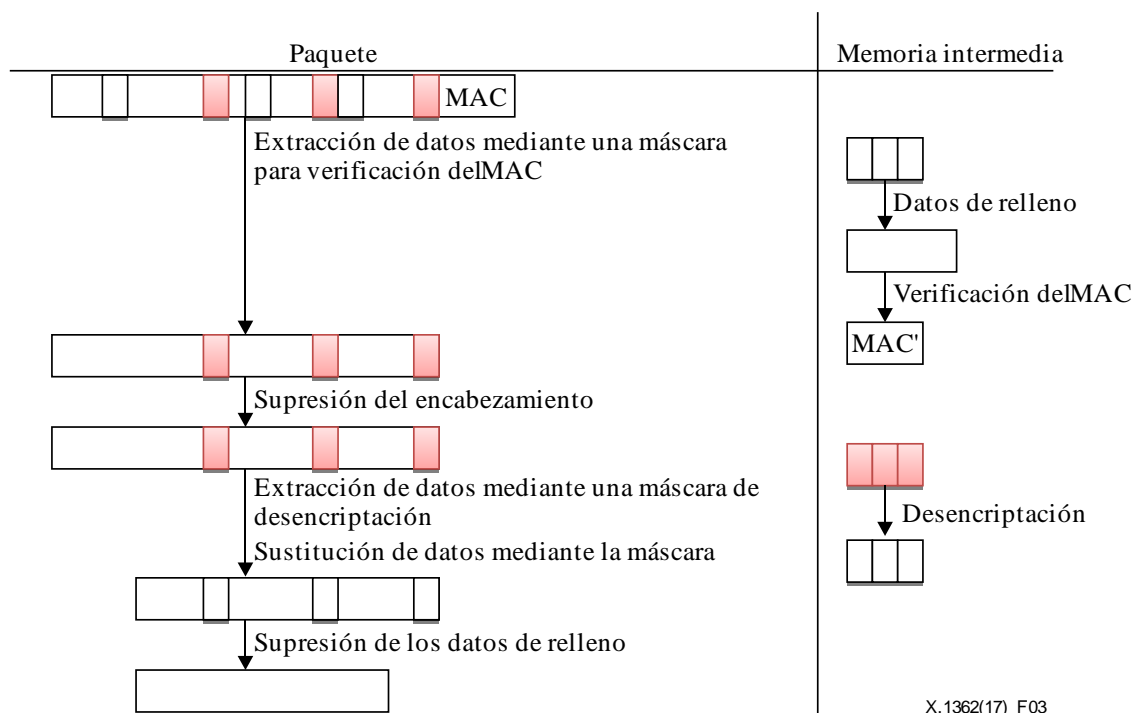 Paquete
Memoria intermedia
MAC
Extracción de datos mediante una máscara
para verificación delMAC
Datos de relleno
Verificación delMAC
MAC'
Supresión del encabezamiento
Extracción de datos mediante una máscara de
desencriptación
Desencriptación
Sustitución de datos mediante la máscara
Supresión de los datos de relleno
X.1362(17)_F03